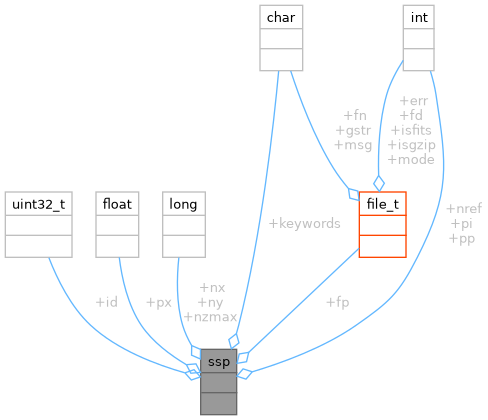 char
int
+fn
+gstr
+msg
+err
+fd
+isfits
+isgzip
+mode
uint32_t
float
long
file_t
+keywords
+nref
+pi
+pp
+id
+px
+nx
+ny
+nzmax
+fp
ssp